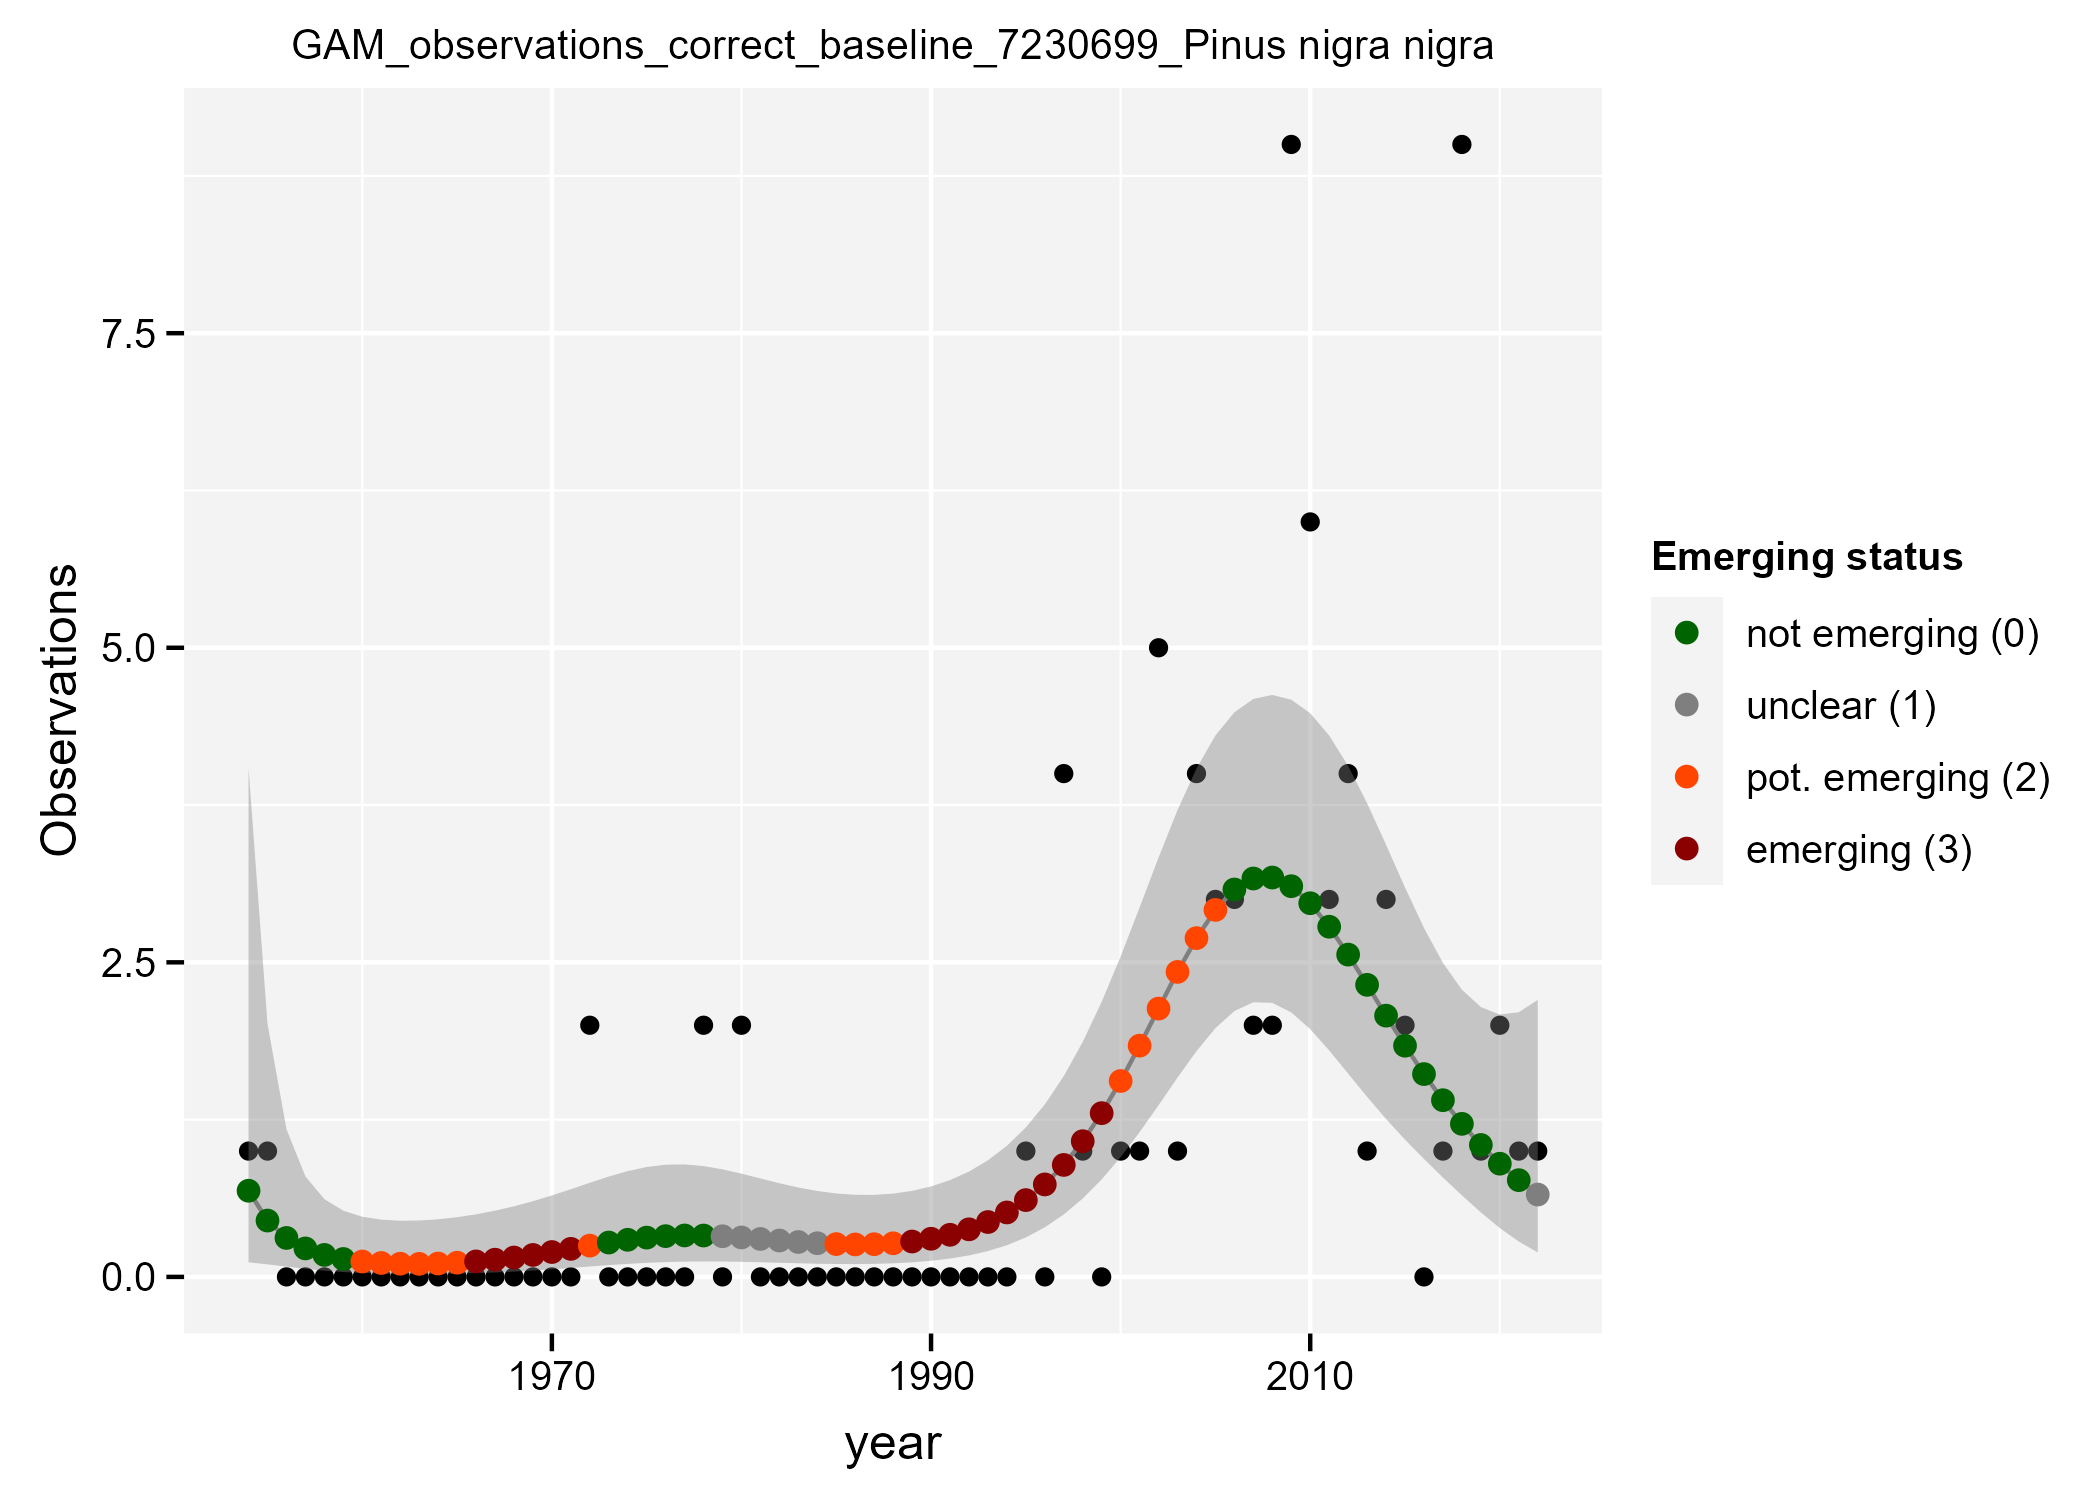 GAM_observations_correct_baseline_7230699_Pinus nigra nigra
7.5
5.0
2.5
0.0
Observations
1970
1990
2010
year
Emerging status
not emerging (0)
unclear (1)
pot. emerging (2)
emerging (3)